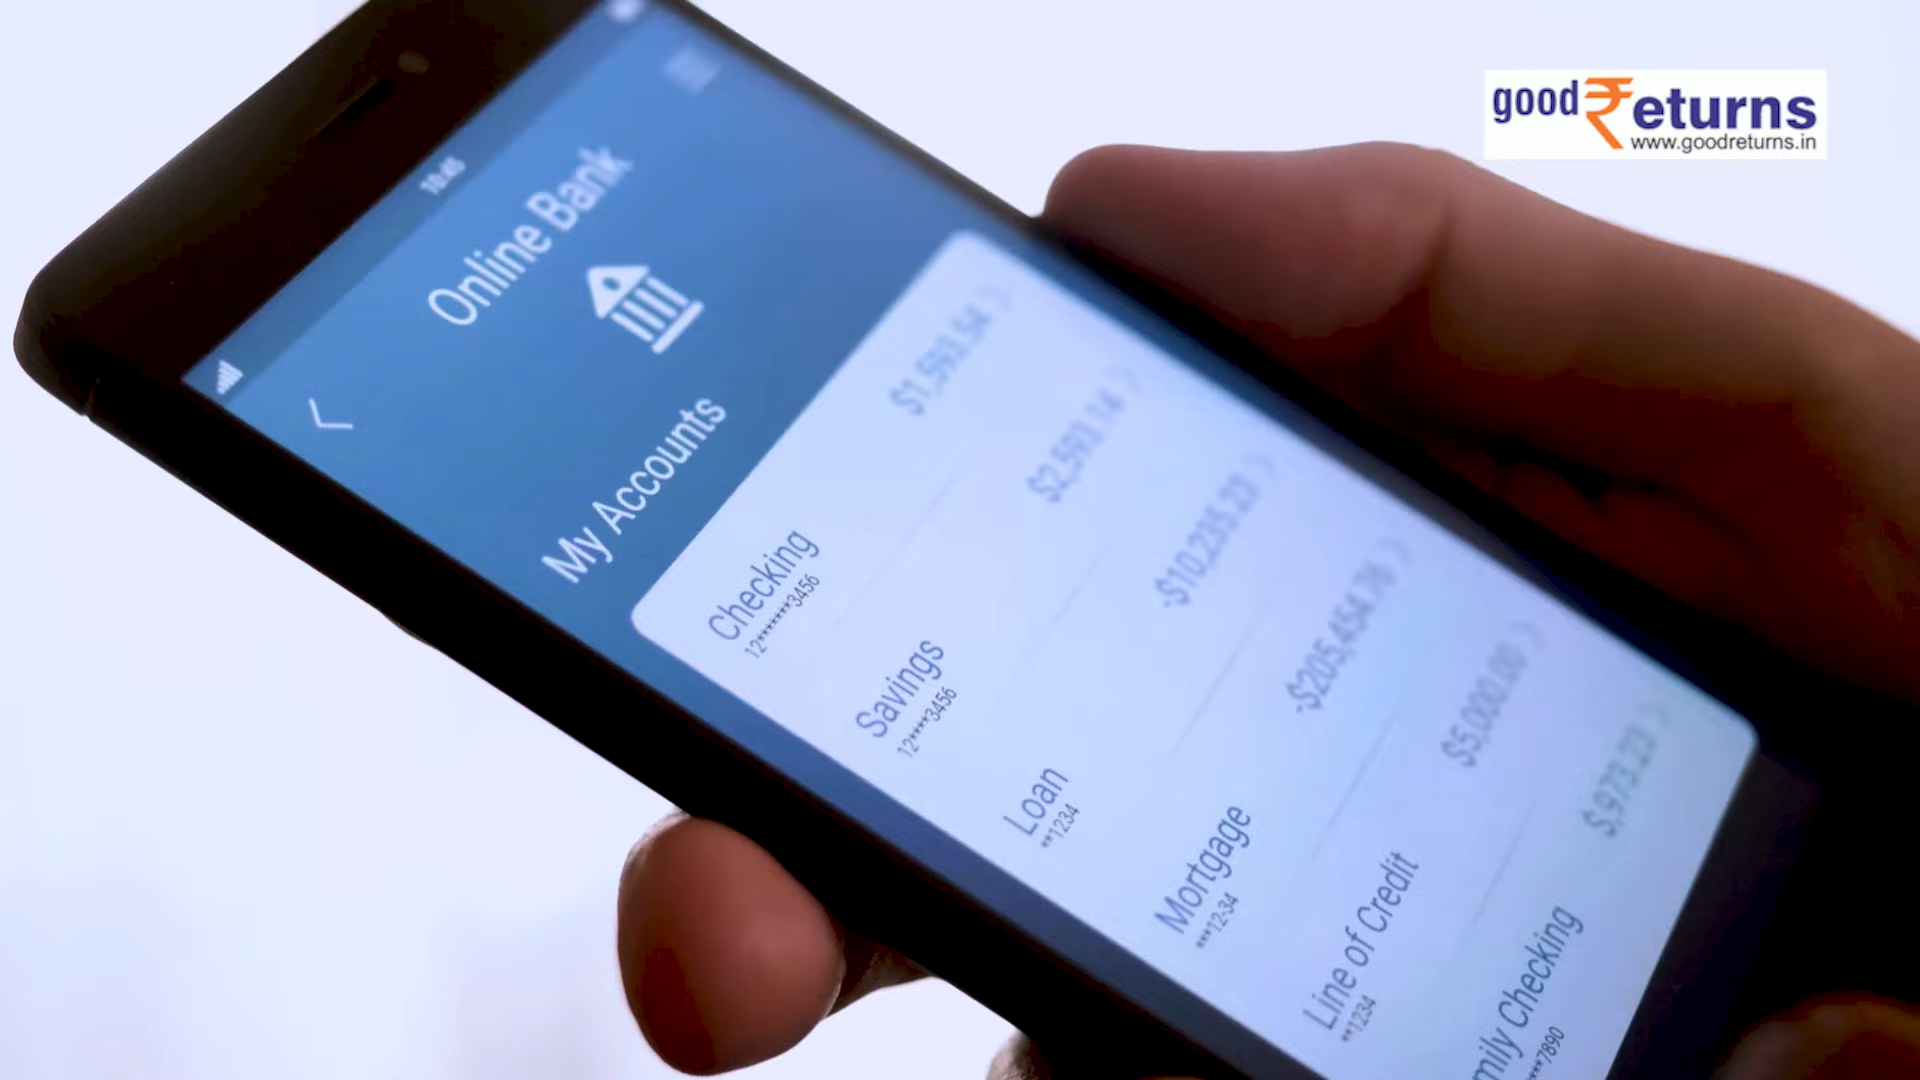 good₹eturns
www.goodreturns.in
10:45
Online Bank
My Accounts
Checking $1,593.54
12********3456
Savings $2,593.14
12****3456
Loan -$10,235.23
**1234
Mortgage -$205,454.76
***12-34
Line of Credit $5,000.00
**1234
mily Checking $,973.23
***7890